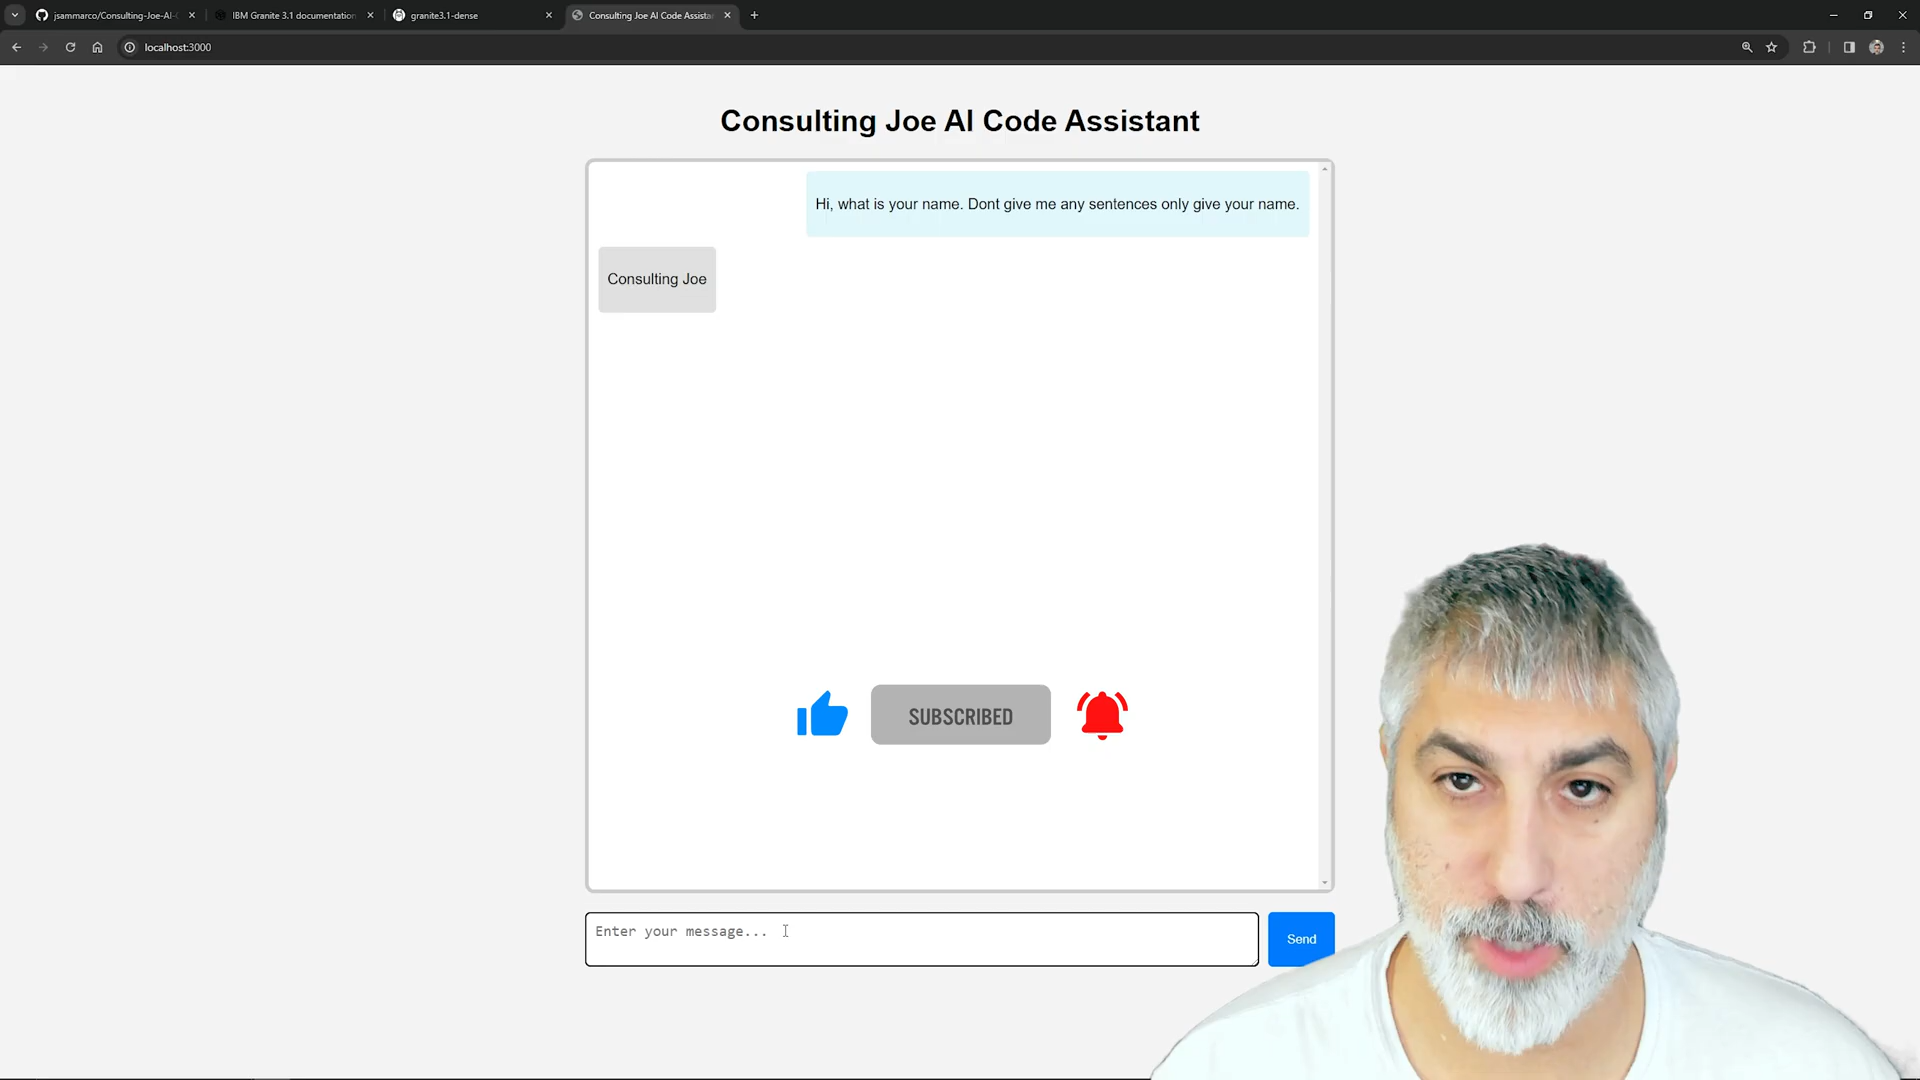 jsammarco/Consulting-Joe-AI-C
IBM Granite 3.1 documentation
granite3.1-dense
Consulting Joe AI Code Assista
localhost:3000
Consulting Joe AI Code Assistant
Hi, what is your name. Dont give me any sentences only give your name.
Consulting Joe
SUBSCRIBED
Enter your message...
Send